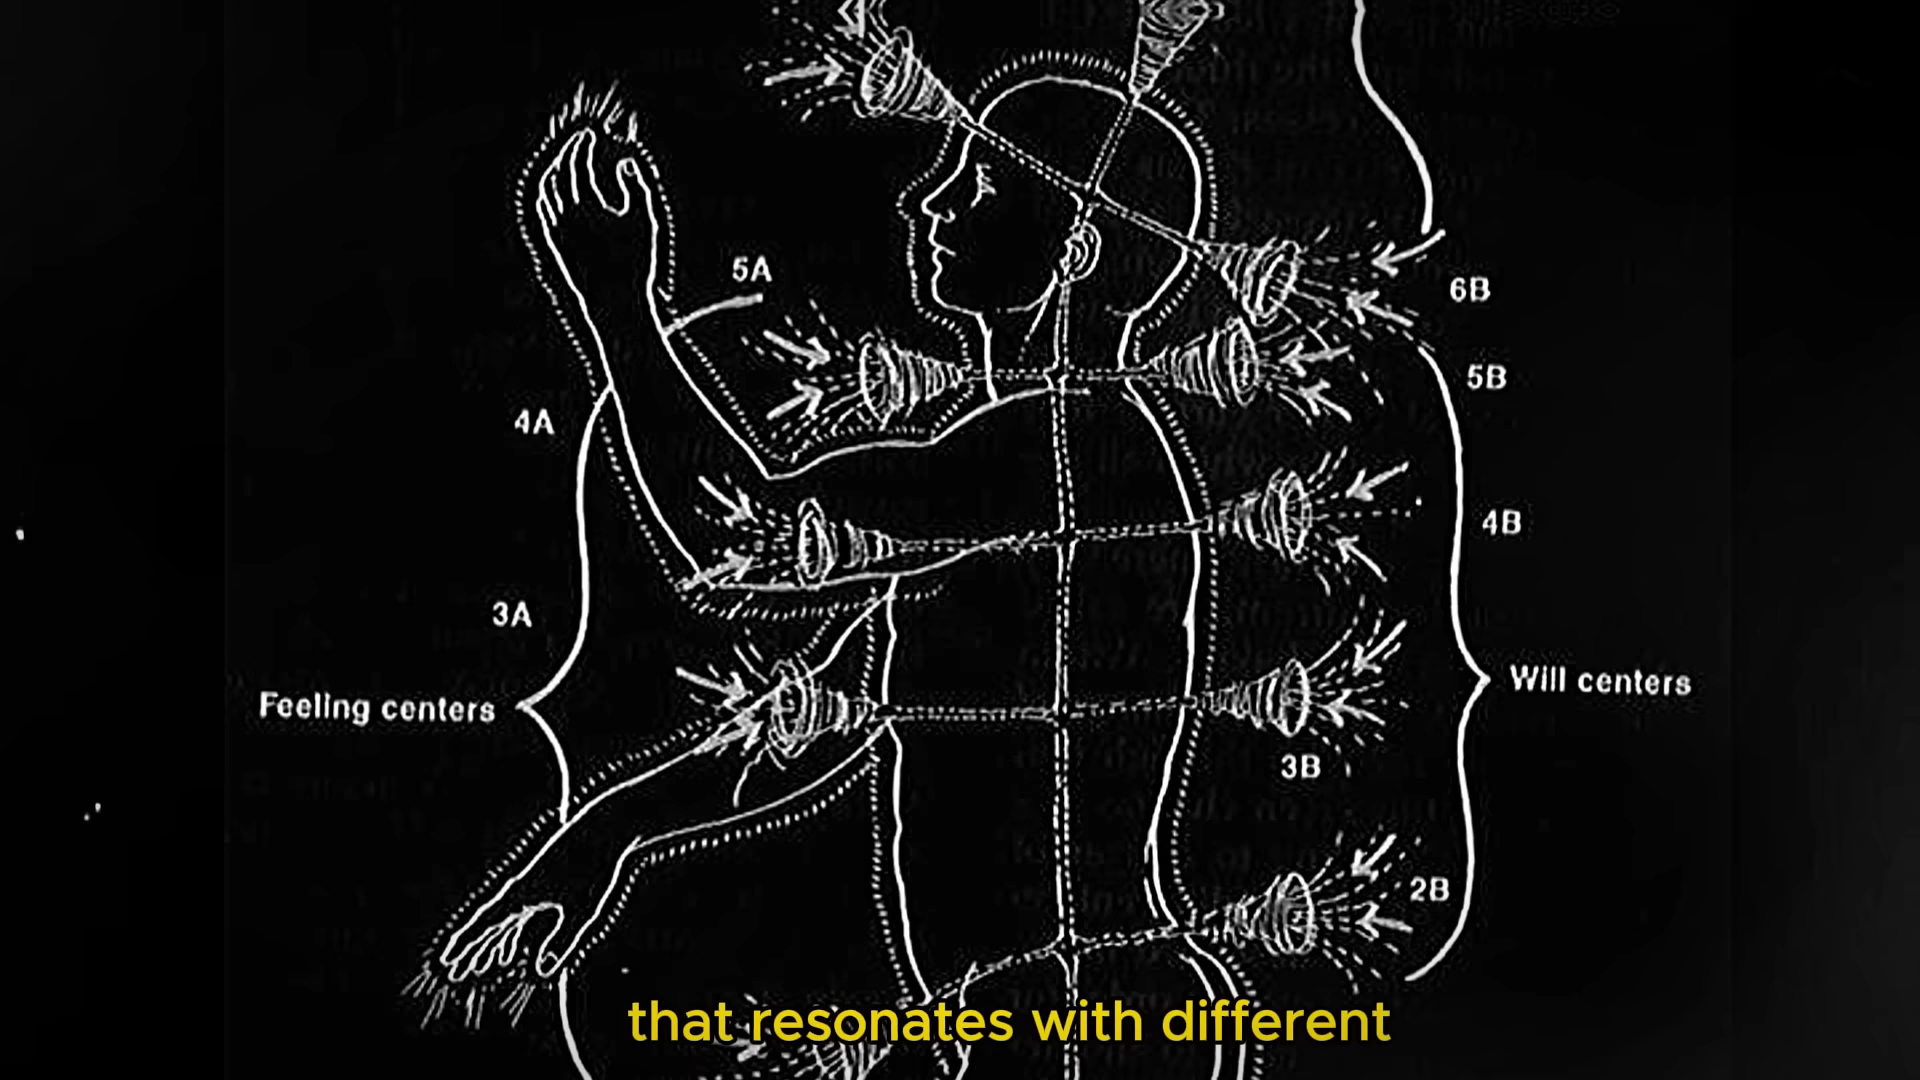 5A
6B
5B
4A
4B
3A
Will centers
Feeling centers
3B
2B
that resonates with different